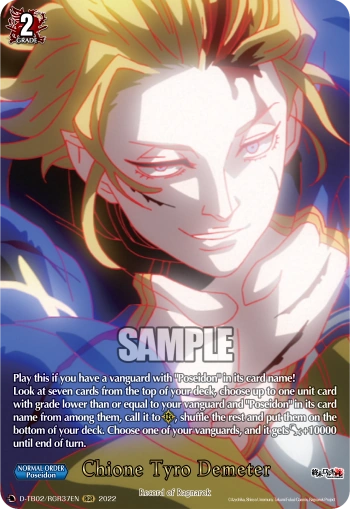 2
GRADE
SAMPLE
Play this if you have a vanguard with "Poseidon" in its card name!
Look at seven cards from the top of your deck, choose up to one unit card
with grade lower than or equal to your vanguard and "Poseidon" in its card
name from among them, call it to , shuffle the rest and put them on the
bottom of your deck. Choose one of your vanguards, and it gets +10000
until end of turn.
NORMAL ORDER
Poseidon
Chione Tyro Demeter
D-TB02/RGR37EN RGR 2022
Record of Ragnarok